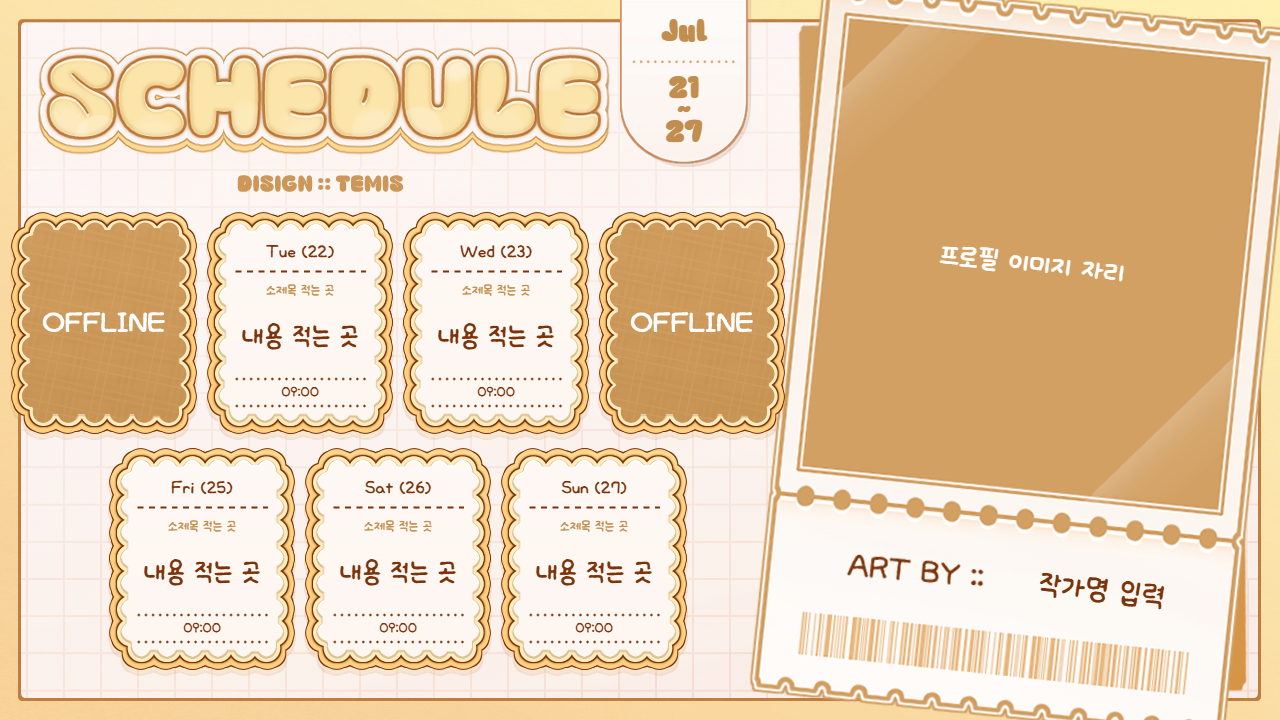 SCHEDULE
Jul
21
~
27
DISIGN :: TEMIS
OFFLINE
Tue (22)
소제목 적는 곳
내용 적는 곳
09:00
Wed (23)
소제목 적는 곳
내용 적는 곳
09:00
OFFLINE
Fri (25)
소제목 적는 곳
내용 적는 곳
09:00
Sat (26)
소제목 적는 곳
내용 적는 곳
09:00
Sun (27)
소제목 적는 곳
내용 적는 곳
09:00
프로필 이미지 자리
ART BY :: 작가명 입력